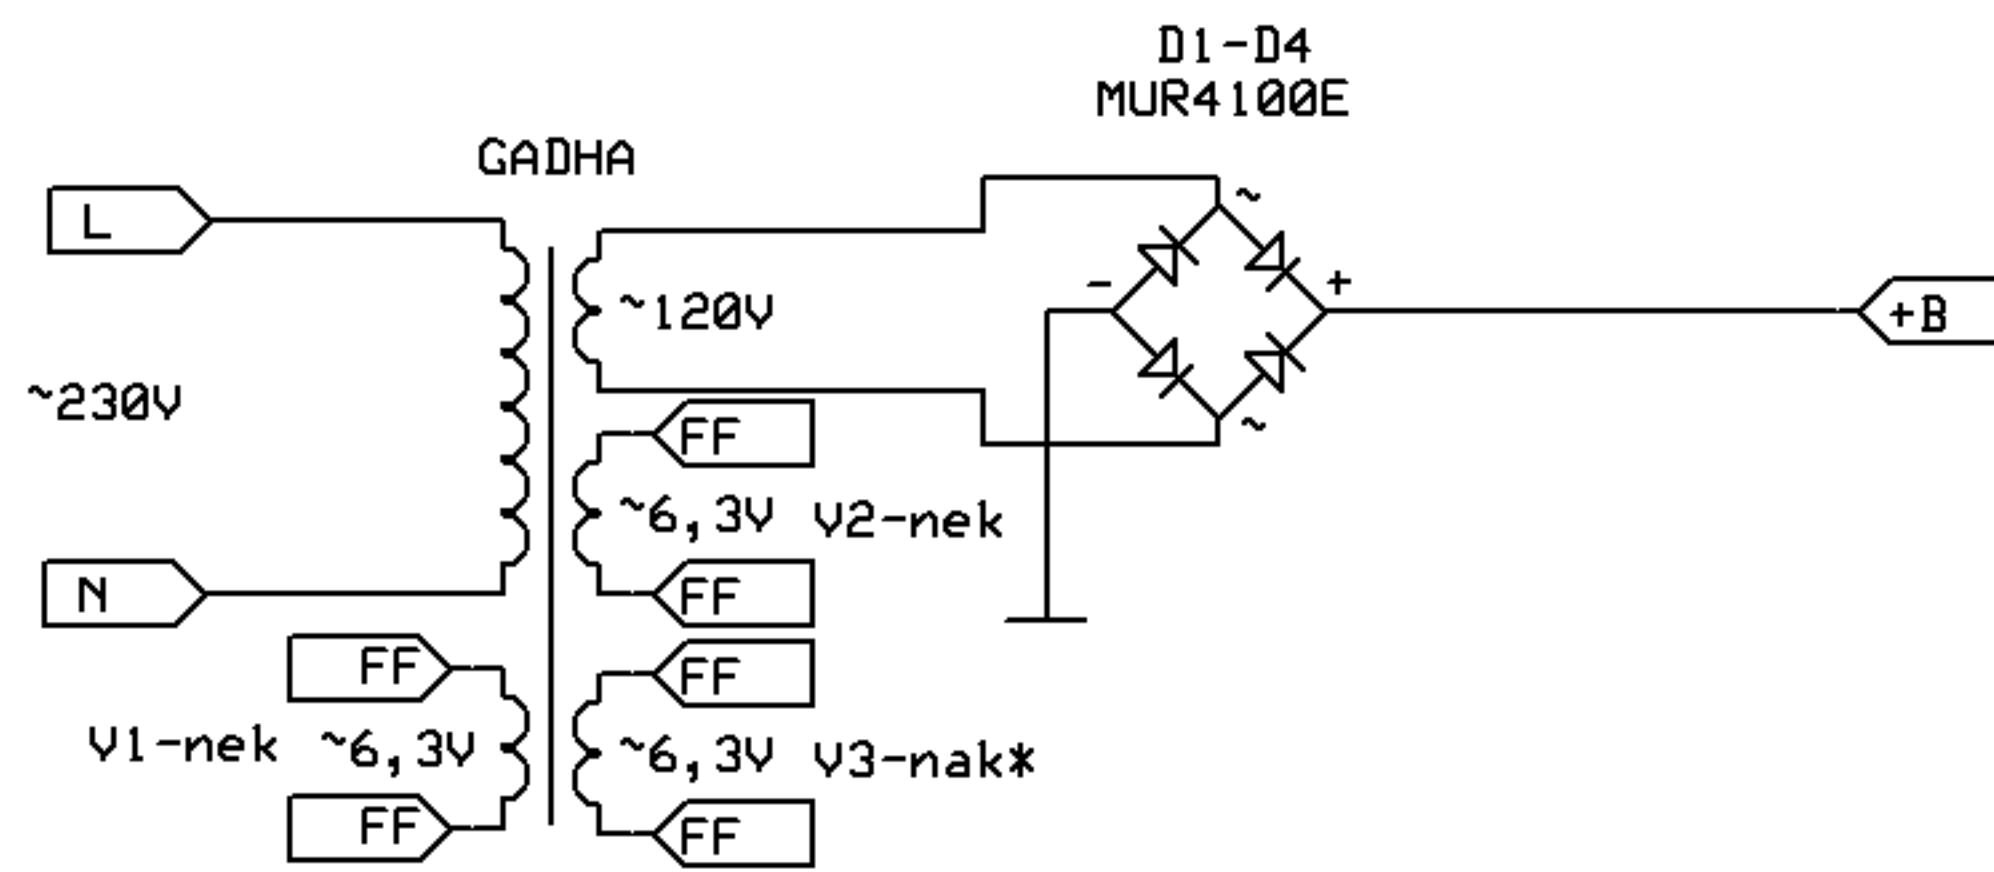 D1-D4
MUR4100E
GADHA
L
~
-
+
~120V
+B
~230V
~
FF
~6,3V V2-nek
N
FF
FF
FF
V1-nek ~6,3V
~6,3V V3-nak*
FF
FF